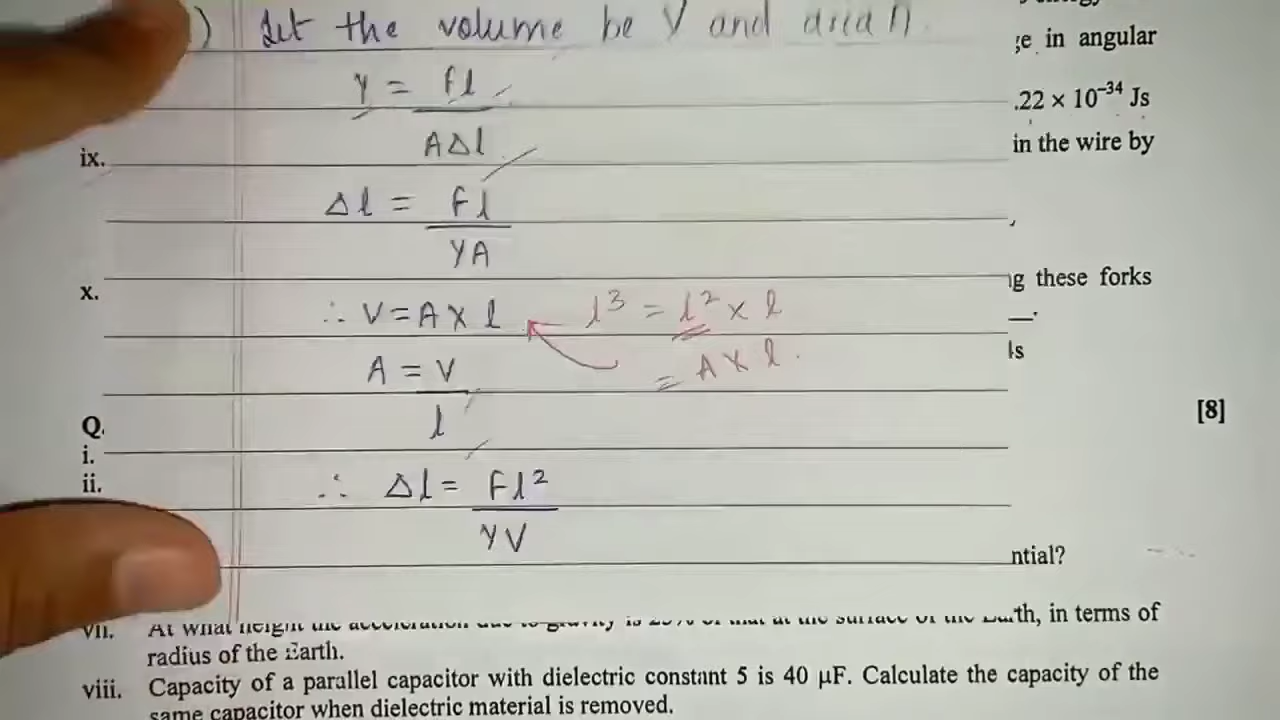 ) Let the volume be V and area A.
ge in angular
Y = Fl
.22 × 10⁻³⁴ Js
AΔl
in the wire by
ix.
Δl = Fl
YA
x.
ng these forks
∴ V = A × l
l³ = l² × l
= A × l.
ls
A = V
l
[8]
Q.
i.
ii.
∴ Δl = Fl²
YV
ntial?
vii. At what height the acceleration due to gravity is 25% of that at the surface of the Earth, in terms of
radius of the Earth.
viii. Capacity of a parallel capacitor with dielectric constant 5 is 40 μF. Calculate the capacity of the
same capacitor when dielectric material is removed.